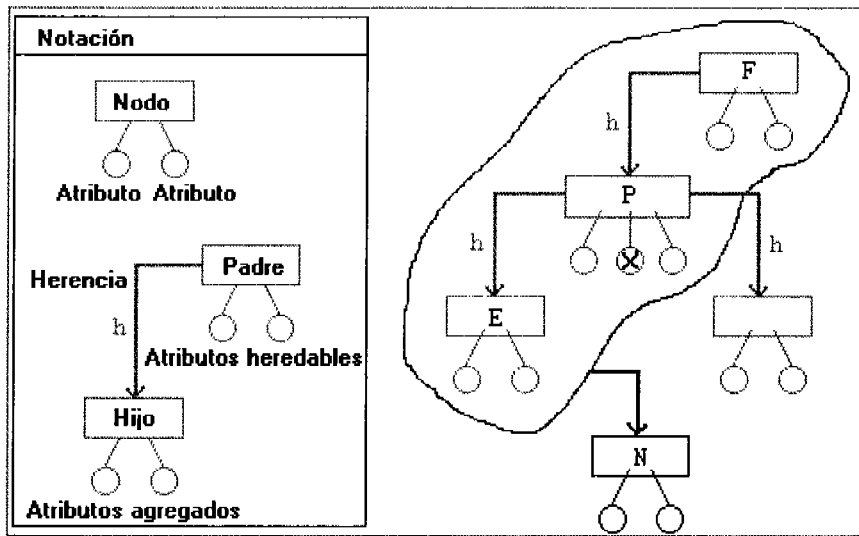 Notación
Nodo
Atributo Atributo
Herencia
h
Padre
Atributos heredables
Hijo
Atributos agregados
F
h
P
h
h
E
N